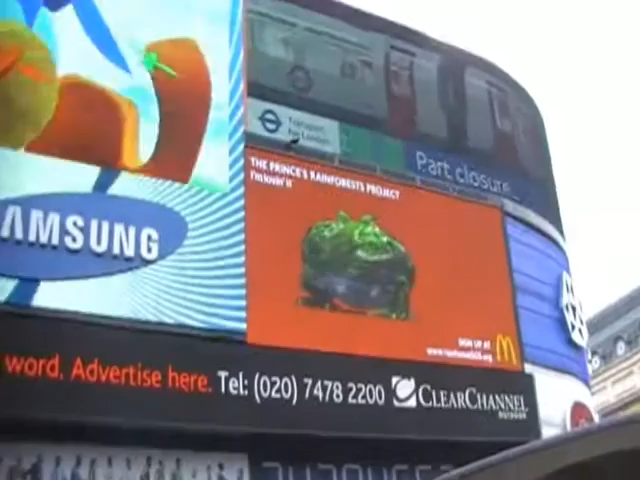 Transport
for London
Part closure
THE PRINCE'S RAINFORESTS PROJECT
I'm lovin' it
AMSUNG
SIGN UP AT
word. Advertise here. Tel: (020) 7478 2200 CLEARCHANNEL
OUTDOOR